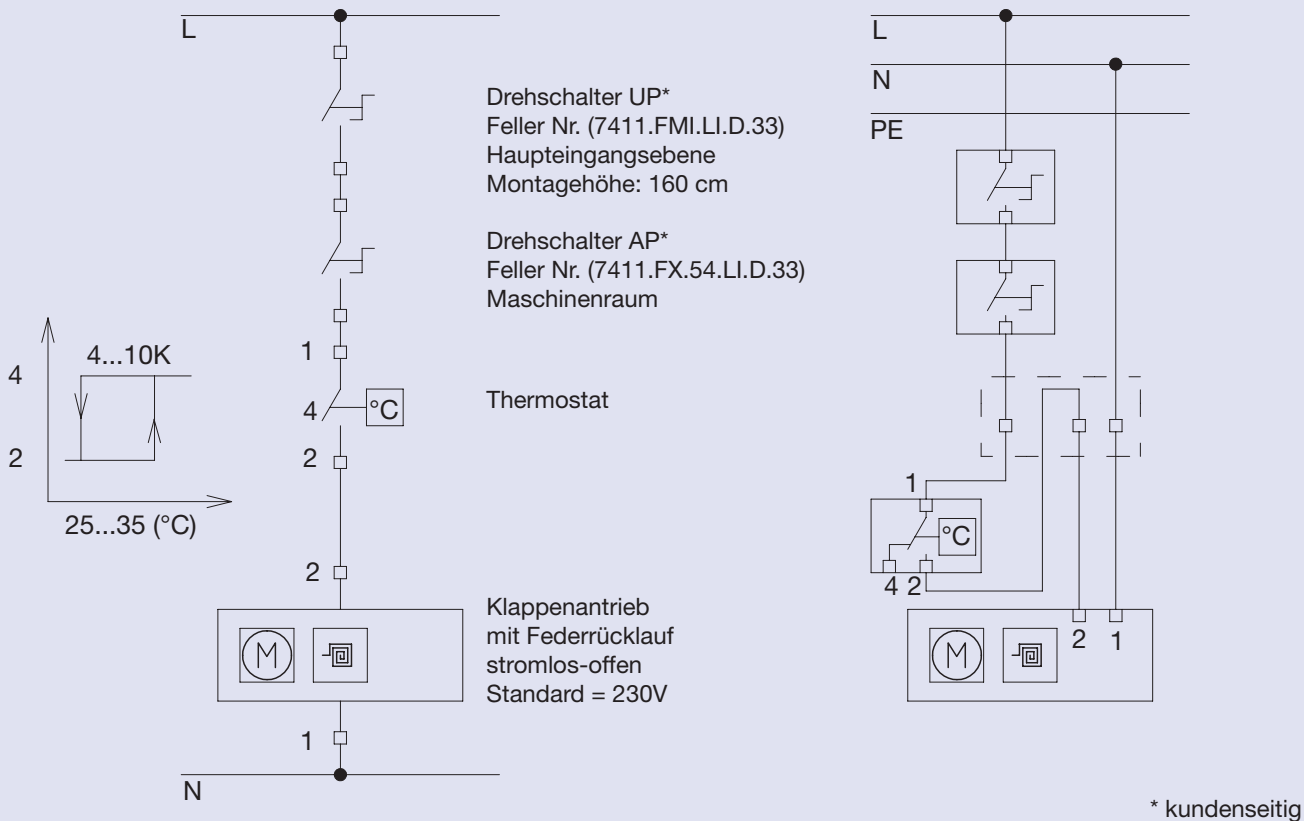 L
Drehschalter UP*
Feller Nr. (7411.FMI.LI.D.33)
Haupteingangsebene
Montagehöhe: 160 cm
Drehschalter AP*
Feller Nr. (7411.FX.54.LI.D.33)
Maschinenraum
4...10K
4
2
25...35 (°C)
1
4
°C
Thermostat
2
2
M
Klappenantrieb
mit Federrücklauf
stromlos-offen
Standard = 230V
1
N
L
N
PE
1
°C
4 2
M
2 1
* kundenseitig